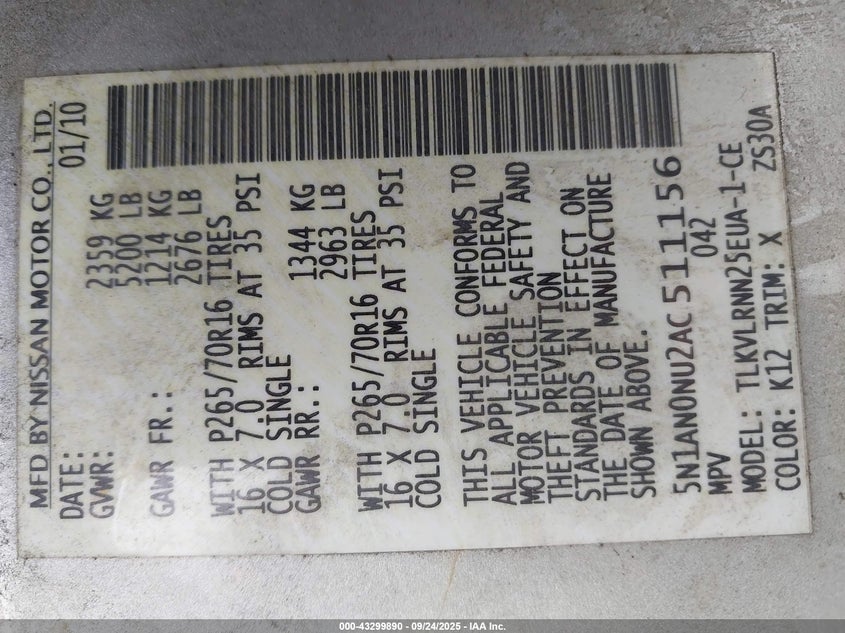 MFD BY NISSAN MOTOR CO., LTD.
DATE: 01/10
GVWR: 2359 KG
5200 LB
GAWR FR.: 1214 KG
2676 LB
WITH P265/70R16 TIRES
16 X 7.0 RIMS AT 35 PSI
COLD SINGLE
GAWR RR.: 1344 KG
2963 LB
WITH P265/70R16 TIRES
16 X 7.0 RIMS AT 35 PSI
COLD SINGLE
THIS VEHICLE CONFORMS TO
ALL APPLICABLE FEDERAL
MOTOR VEHICLE SAFETY AND
THEFT PREVENTION
STANDARDS IN EFFECT ON
THE DATE OF MANUFACTURE
SHOWN ABOVE.
5N1AN0NU2AC511156
MPV 042
MODEL: TLKVLRNN25EUA-1-CE
COLOR: K12 TRIM: X ZS30A
000-43299890 - 09/24/2025 - IAA Inc.